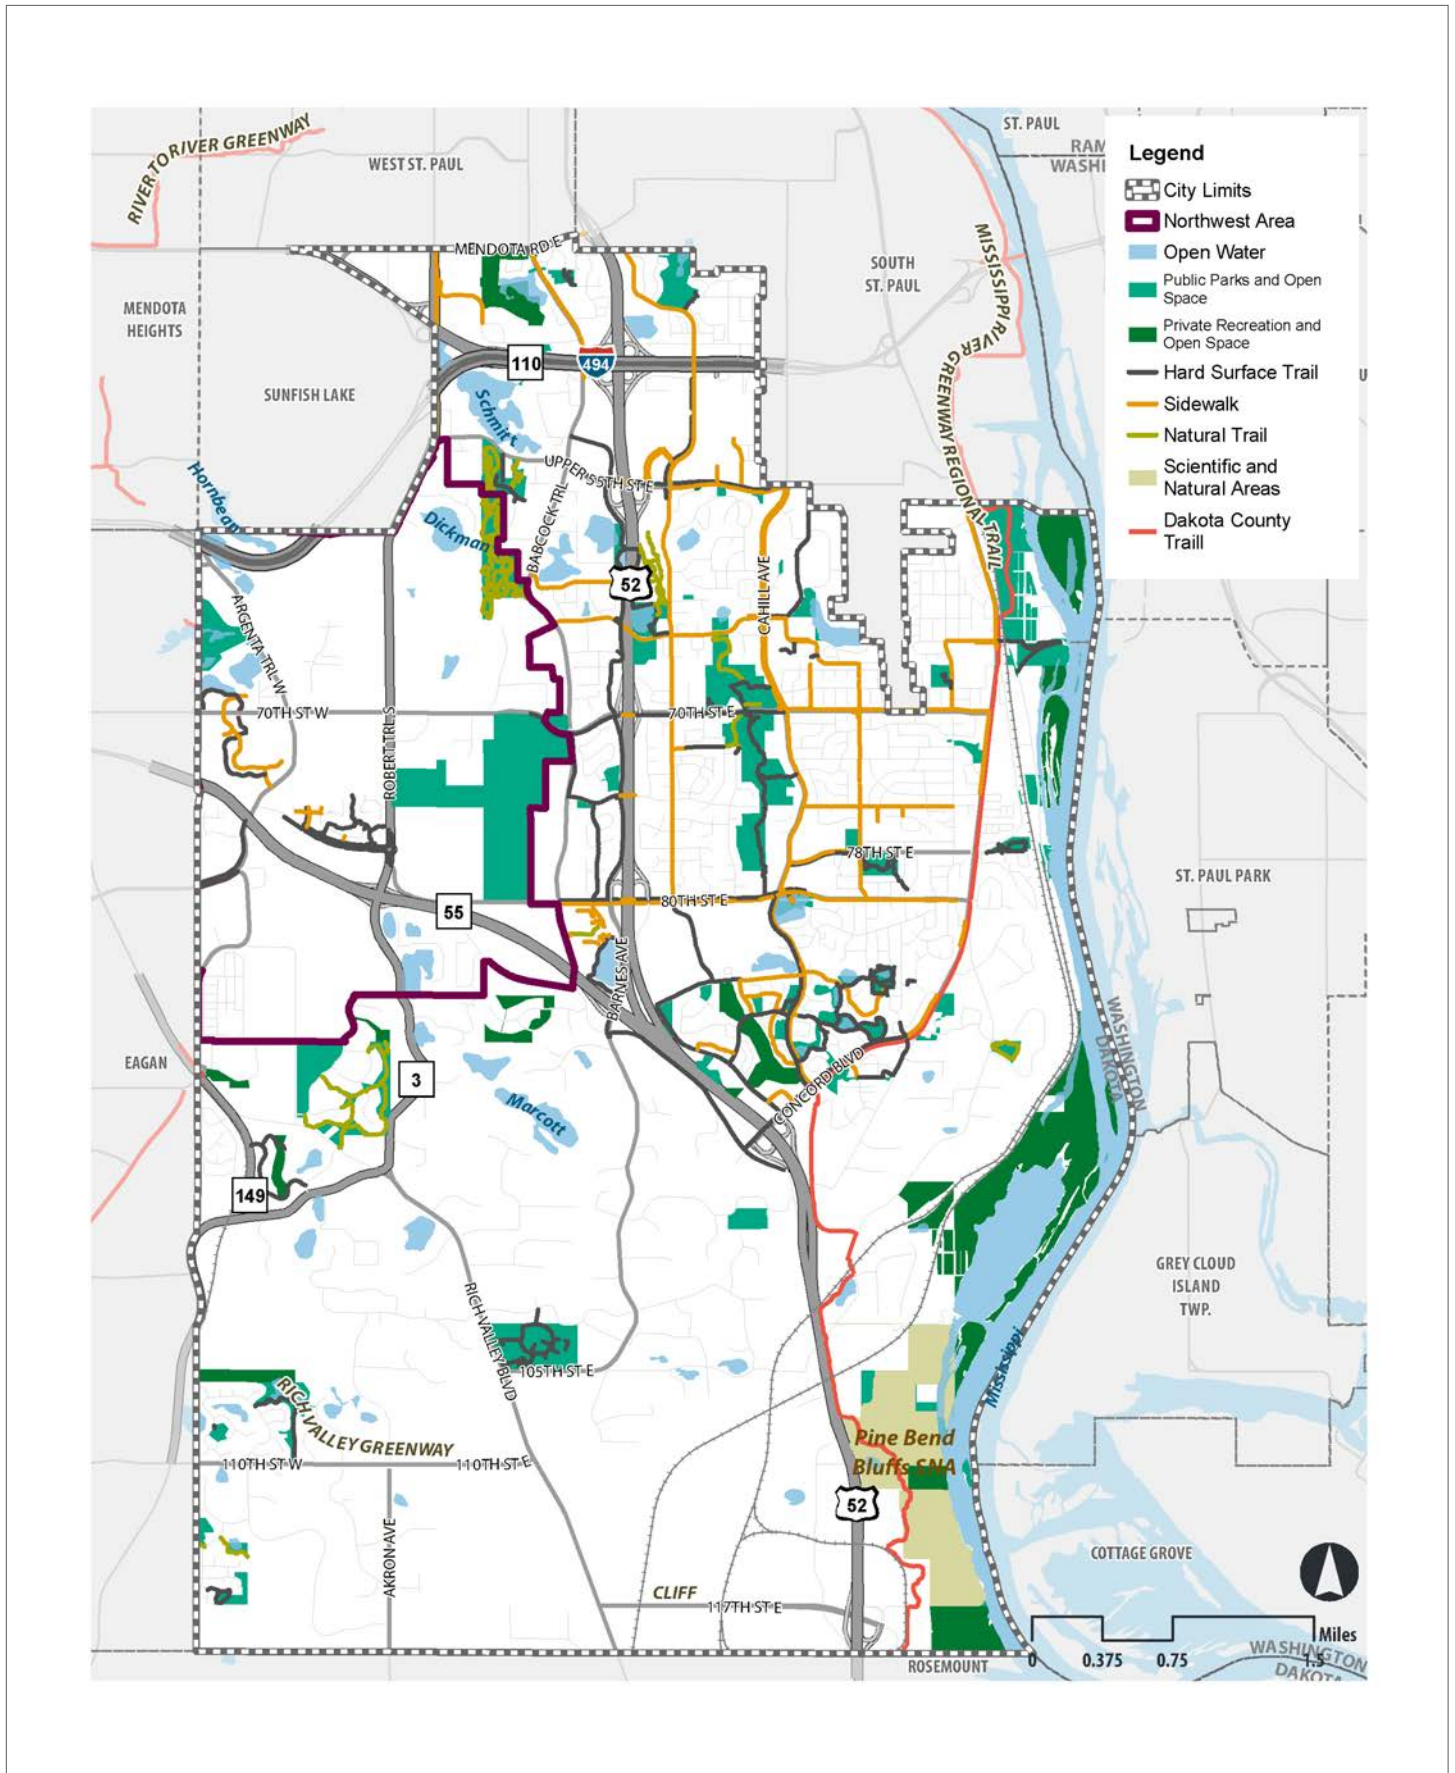 RIVER TO RIVER GREENWAY
WEST ST. PAUL
ST. PAUL
RAM
WASHI
Legend
City Limits
Northwest Area
Open Water
Public Parks and Open
Space
Private Recreation and
Open Space
Hard Surface Trail
Sidewalk
Natural Trail
Scientific and
Natural Areas
Dakota County
Traill
MENDOTA RD E
SOUTH
ST. PAUL
MISSISSIPPI RIVER GREENWAY REGIONAL TRAIL
MENDOTA
HEIGHTS
110
494
SUNFISH LAKE
Schmitt
UPPER 55TH ST E
BABCOCK TRL
Hornbean
Dickman
52
CAHILL AVE
ARGENTA TRL W
70TH ST W
ROBERT TRL S
70TH ST E
78TH ST E
80TH ST E
55
ST. PAUL PARK
BARNES AVE
WASHINGTON
DAKOTA
EAGAN
3
CONCORD BLVD
Marcott
149
GREY CLOUD
ISLAND
TWP.
RICH VALLEY BLVD
Mississippi
105TH ST E
RICH VALLEY GREENWAY
110TH ST W
110TH ST E
Pine Bend
Bluffs SNA
52
AKRON AVE
COTTAGE GROVE
CLIFF
117TH ST E
ROSEMOUNT
Miles
0
0.375
0.75
1.5
WASHINGTON
DAKOTA